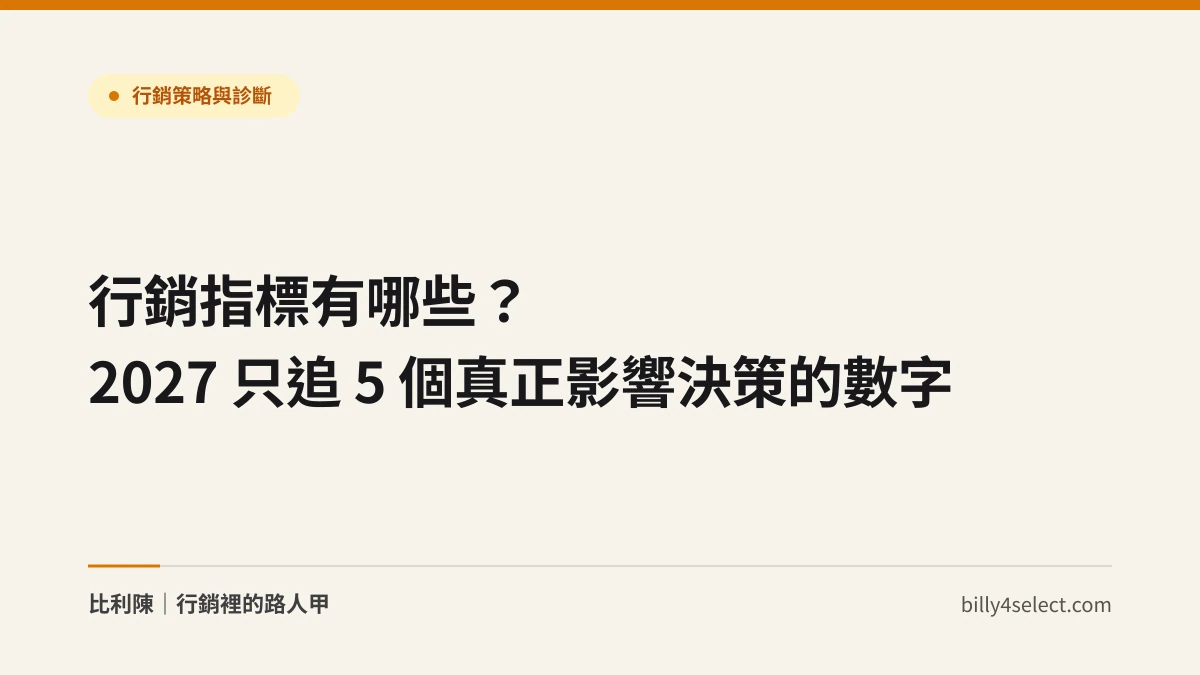 行銷策略與診斷
行銷指標有哪些？
2027 只追 5 個真正影響決策的數字
比利陳｜行銷裡的路人甲
billy4select.com